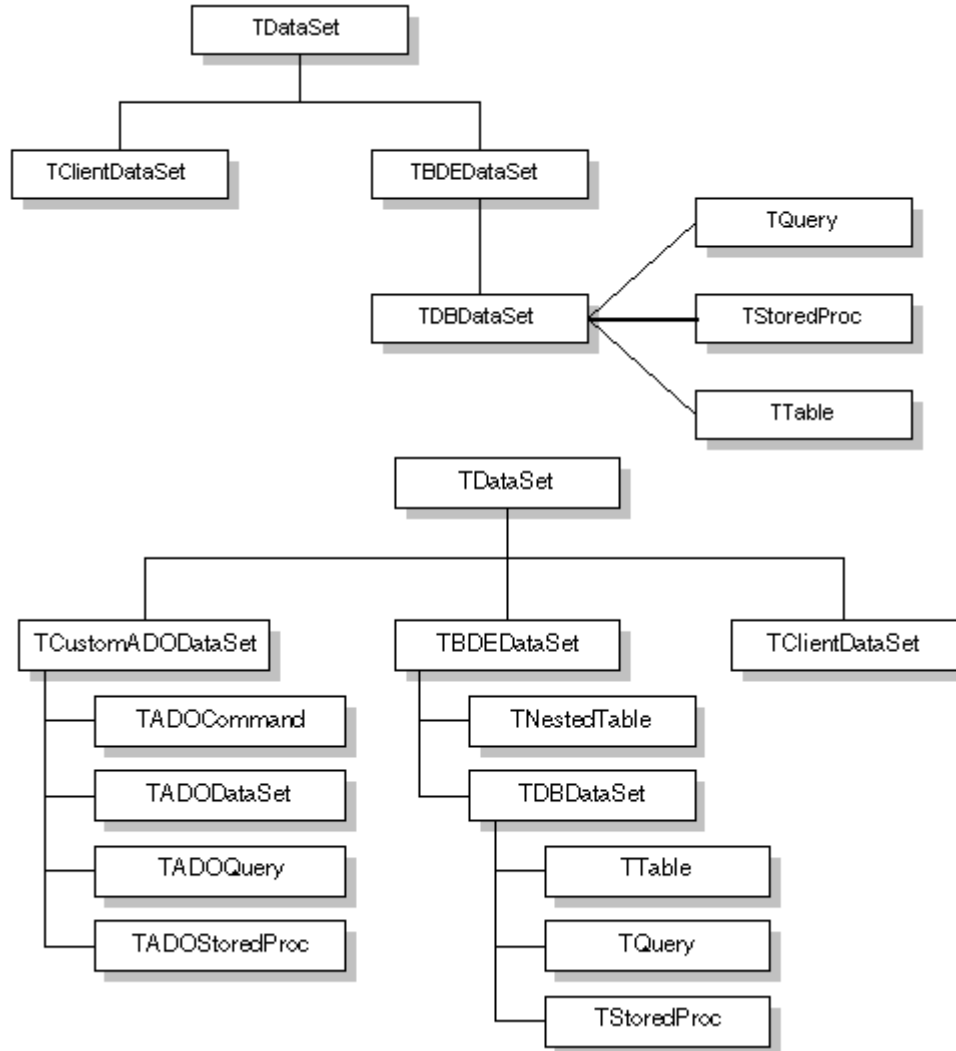 TDataSet
TClientDataSet
TBDEDataSet
TQuery
TDBDataSet
TStoredProc
TTable
TDataSet
TCustomADODataSet
TBDEDataSet
TClientDataSet
TADOCommand
TNestedTable
TADODataSet
TDBDataSet
TADOQuery
TTable
TADOStoredProc
TQuery
TStoredProc